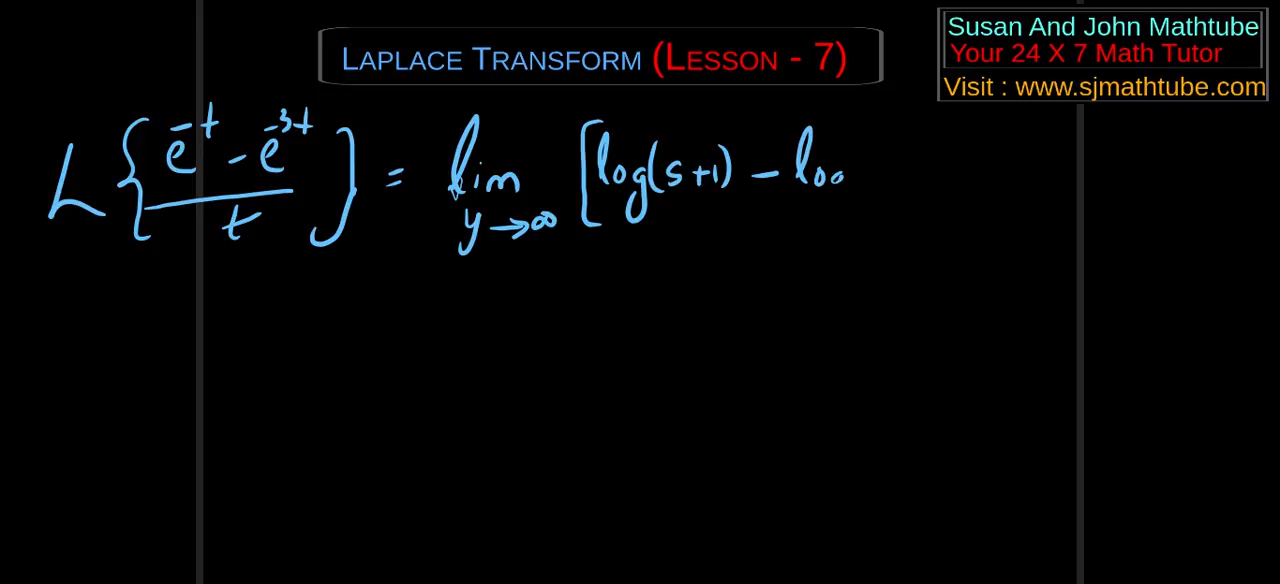 Susan And John Mathtube
Your 24 X 7 Math Tutor
Visit : www.sjmathtube.com
LAPLACE TRANSFORM (LESSON - 7)
L{(e^-t - e^-3t)/t} = lim y→∞ [log(s+1) - log